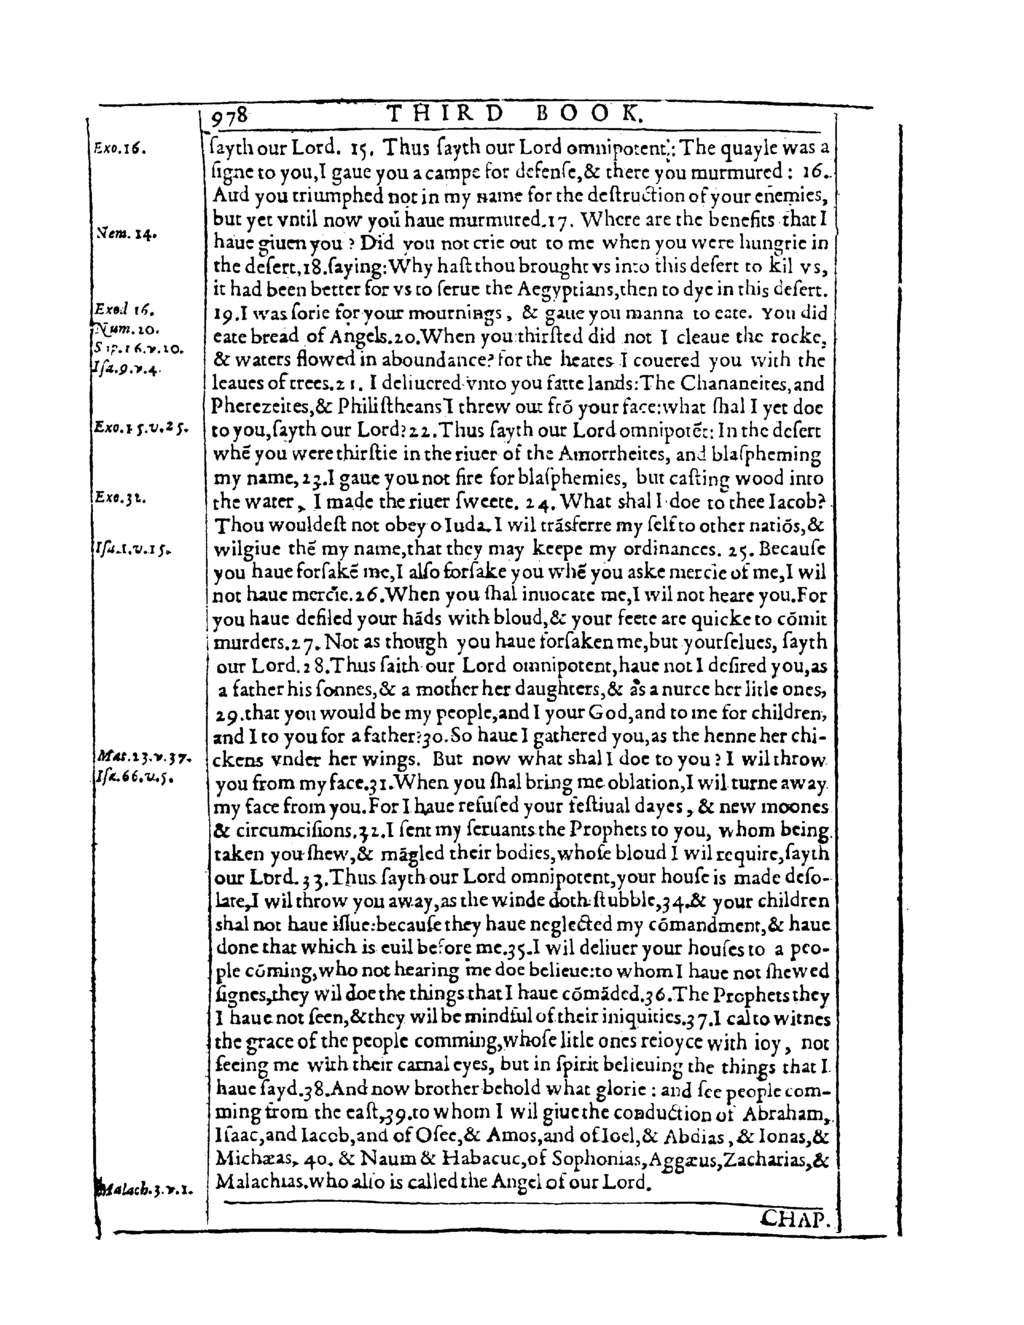 978 THIRD BOOK.
Exo.16. ſayth our Lord. 15. Thus ſayth our Lord omnipotent: The quayle was a
ſigne to you, I gaue you a campe for defenſe, & there you murmured: 16.
And you triumphed not in my name for the deſtruction of your enemies,
but yet vntil now you haue murmured. 17. Where are the benefits that I
Num. 14. haue giuen you? Did you not crie out to me when you were hungrie in
the deſert, 18. ſaying: Why haſt thou brought vs into this deſert to kil vs,
it had been better for vs to ſerue the Aegyptians, then to dye in this deſert.
Exod 16. 19. I was ſorie for your mournings, & gaue you manna to eate. You did
Num. 20. eate bread of Angels. 20. When you thirſted did not I cleaue the rocke,
Sap. 16. v. 20. & waters flowed in aboundance? for the heates I couered you with the
Iſa. 9. v. 4. leaues of trees. 21. I deliuered vnto you fatte lands: The Chananeites, and
Pherezeites, & Philiſtheans I threw out frō your face: what ſhal I yet doe
Exo. 15. v. 25. to you, ſayth our Lord? 22. Thus ſayth our Lord omnipotēt: In the deſert
whē you were thirſtie in the riuer of the Amorrheites, and blaſpheming
my name, 23. I gaue you not fire for blaſphemies, but caſting wood into
Exo. 32. the water, I made the riuer ſweete. 24. What shal I doe to thee Iacob?
Thou wouldeſt not obey o Iuda. I wil trāsferre my ſelf to other natiōs, &
Iſa. 1. v. 15. wil giue thē my name, that they may keepe my ordinances. 25. Becauſe
you haue forſakē me, I alſo forſake you whē you aske mercie of me, I wil
not haue mercie. 26. When you ſhal inuocate me, I wil not heare you. For
you haue defiled your hāds with bloud, & your feete are quicke to cōmit
murders. 27. Not as though you haue forſaken me, but yourſelues, ſayth
our Lord. 28. Thus ſaith our Lord omnipotent, haue not I deſired you, as
a father his ſonnes, & a mother her daughters, & as a nurce her litle ones,
29. that you would be my people, and I your God, and to me for children,
and I to you for a father? 30. So haue I gathered you, as the henne her chi-
Mat. 23. v. 37. ckens vnder her wings. But now what shal I doe to you? I wil throw
Iſa. 66. v. 5. you from my face. 31. When you ſhal bring me oblation, I wil turne away
my face from you. For I haue refuſed your feſtiual dayes, & new moones
& circumciſions. 32. I ſent my ſeruants the Prophets to you, whom being
taken you ſhew, & māgled their bodies, whoſe bloud I wil require, ſayth
our Lord. 33. Thus ſayth our Lord omnipotent, your houſe is made deſo-
late, I wil throw you away, as the winde doth ſtubble, 34. & your children
shal not haue iſſue: becauſe they haue neglected my cōmandment, & haue
done that which is euil before me. 35. I wil deliuer your houſes to a peo-
ple cōming, who not hearing me doe belieue: to whom I haue not ſhewed
ſignes, they wil doe the things that I haue cōmāded. 36. The Prophets they
I haue not ſeen, & they wil be mindful of their iniquities. 37. I cal to witnes
the grace of the people comming, whoſe litle ones reioyce with ioy, not
ſeeing me with their carnal eyes, but in ſpirit belieuing the things that I
haue ſayd. 38. And now brother behold what glorie: and ſee people com-
ming from the eaſt, 39. to whom I wil giue the conduction of Abraham,
Iſaac, and Iacob, and of Oſee, & Amos, and of Ioel, & Abdias, & Ionas, &
Michæas, 40. & Naum & Habacuc, of Sophonias, Aggæus, Zacharias, &
Malach. 3. v. 1. Malachias, who alſo is called the Angel of our Lord.
CHAP.